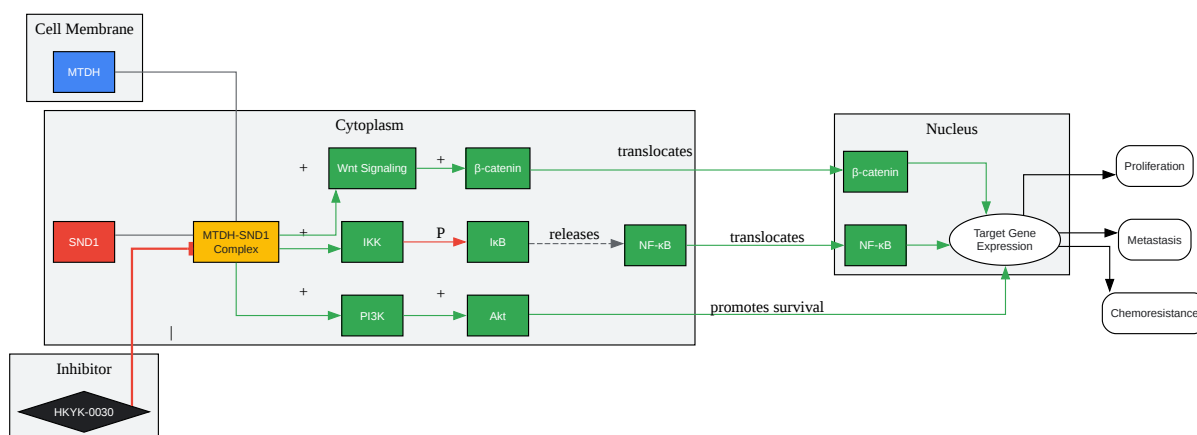 Cell Membrane
MTDH
Cytoplasm
Nucleus
+
Wnt Signaling
+
β-catenin
translocates
β-catenin
Proliferation
SND1
MTDH-SND1
Complex
+
IKK
P
IκB
releases
NF-κB
translocates
NF-κB
Target Gene
Expression
Metastasis
+
PI3K
+
Akt
promotes survival
Chemoresistance
|
Inhibitor
HKYK-0030